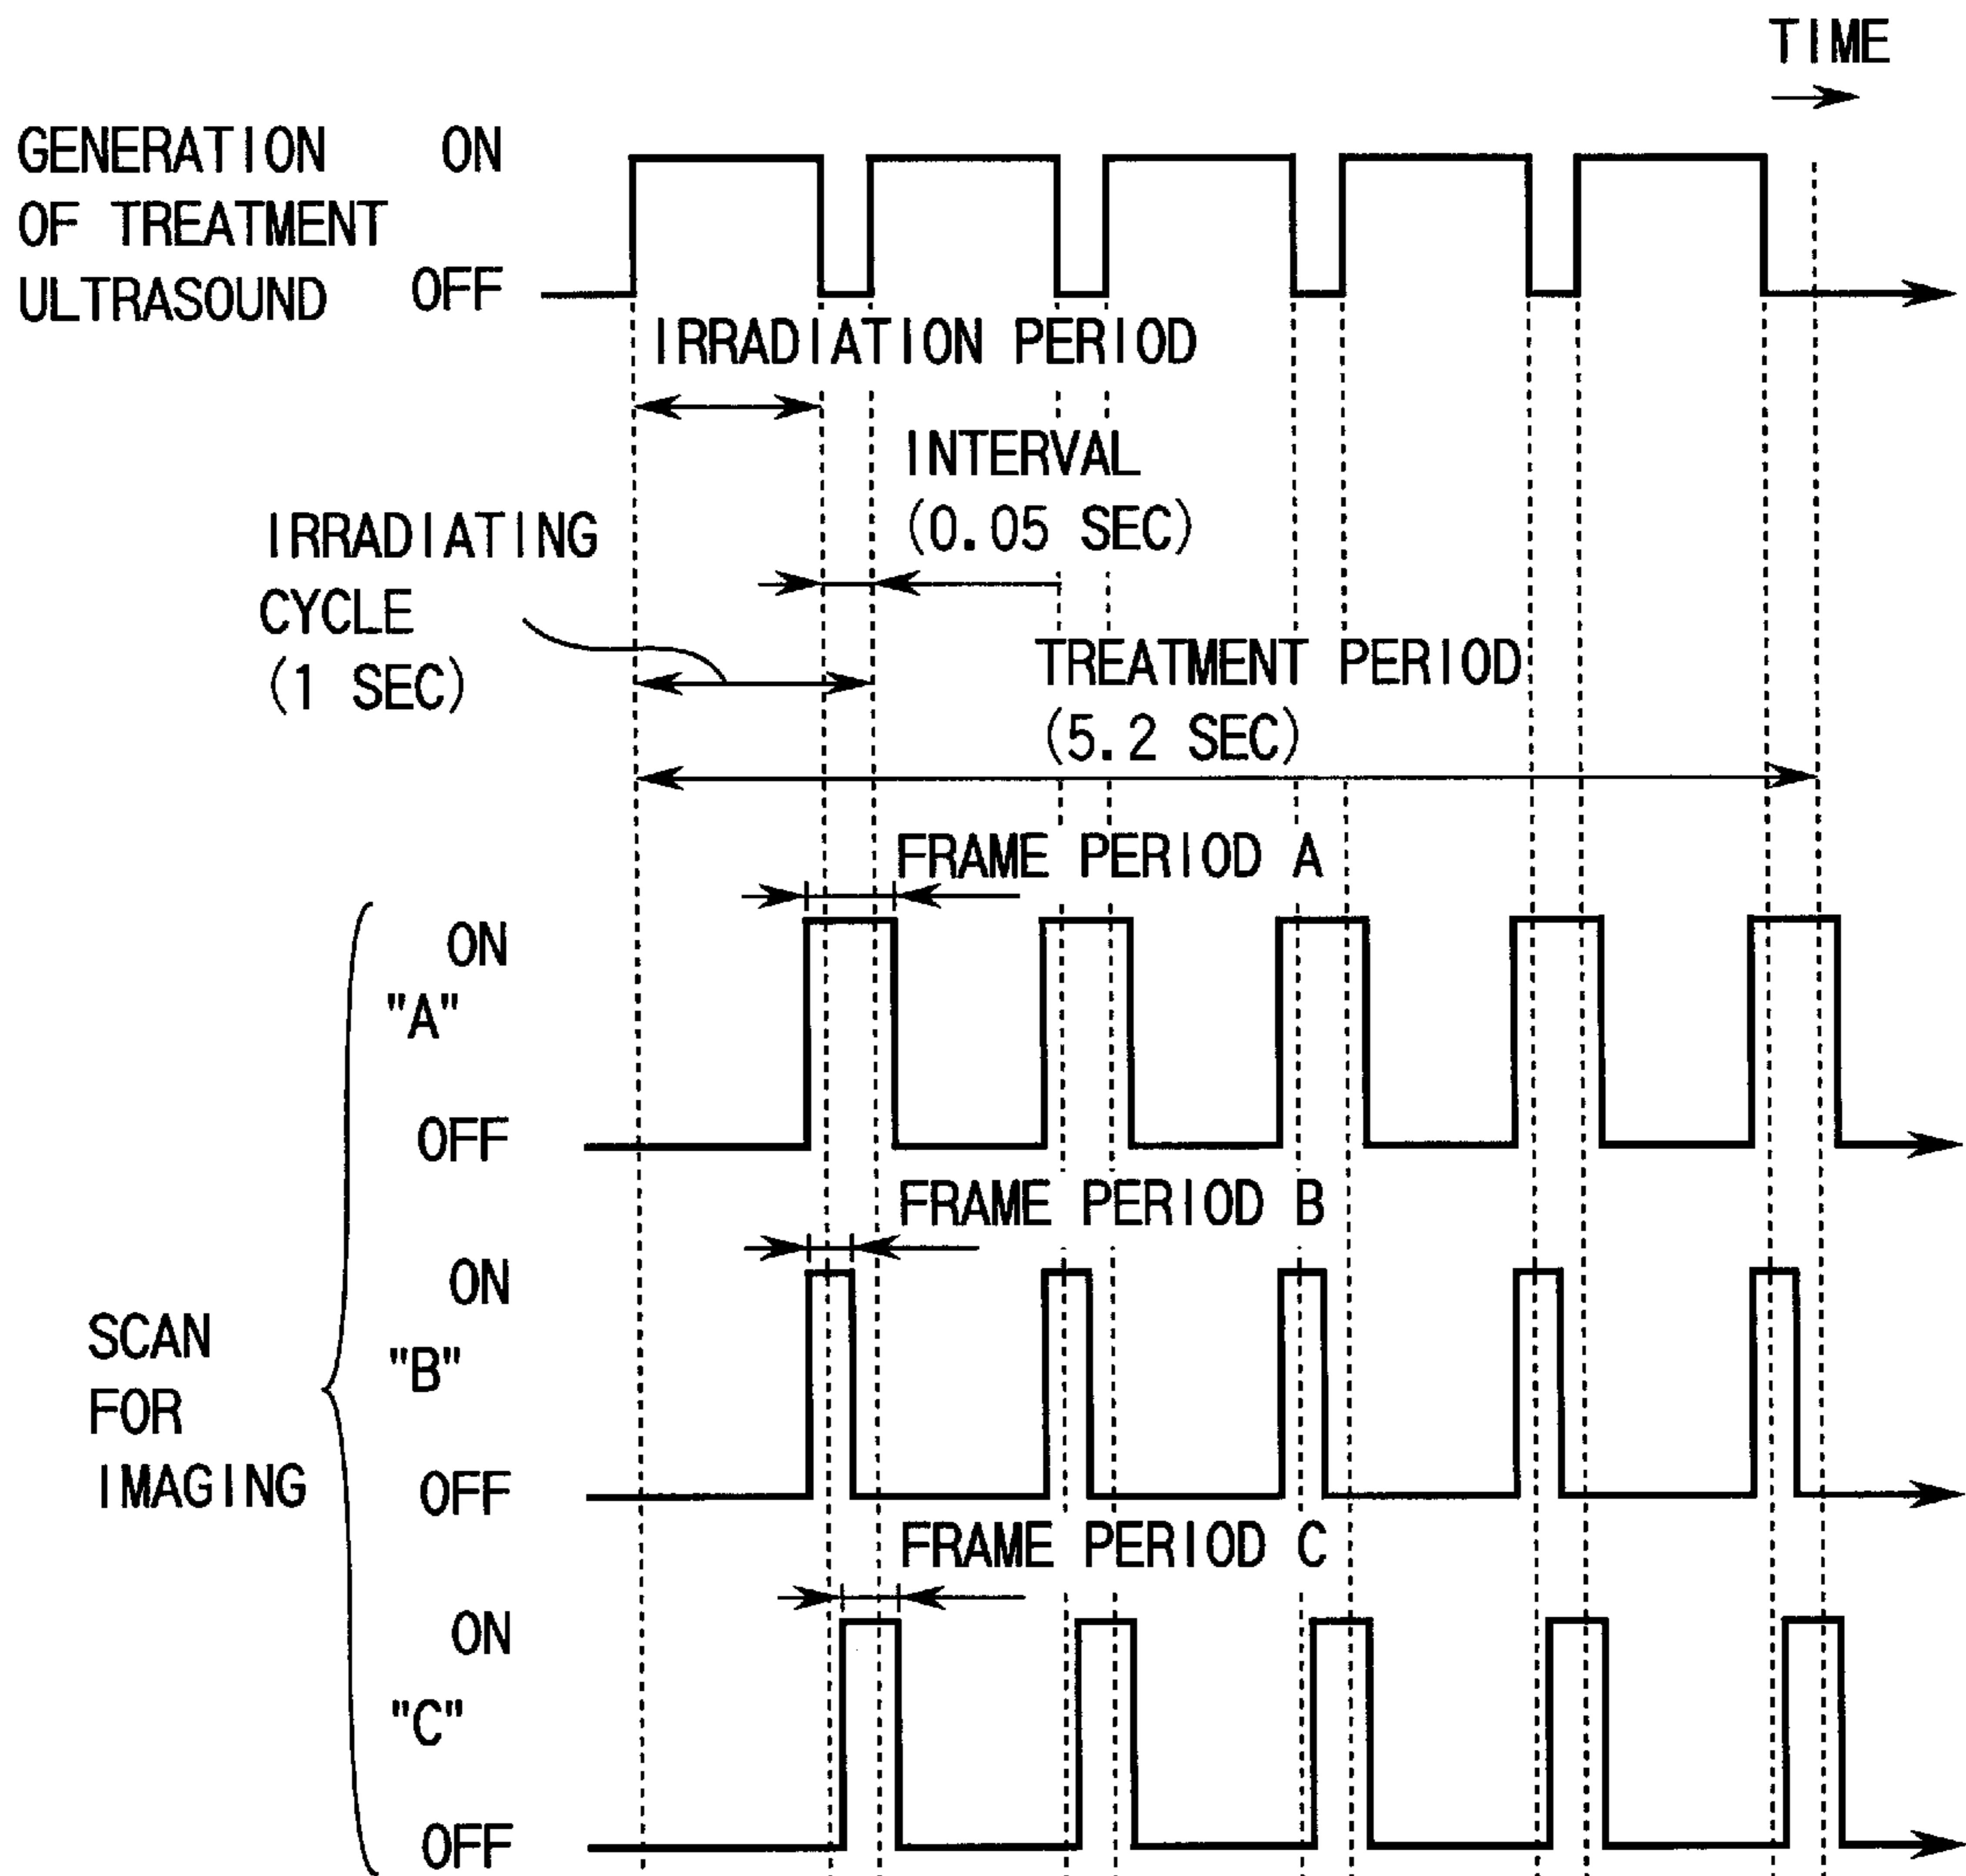 TIME
GENERATION
OF TREATMENT
ULTRASOUND
ON
OFF
IRRADIATION PERIOD
INTERVAL
(0.05 SEC)
IRRADIATING
CYCLE
(1 SEC)
TREATMENT PERIOD
(5.2 SEC)
FRAME PERIOD A
ON
"A"
OFF
FRAME PERIOD B
ON
"B"
OFF
SCAN
FOR
IMAGING
FRAME PERIOD C
ON
"C"
OFF